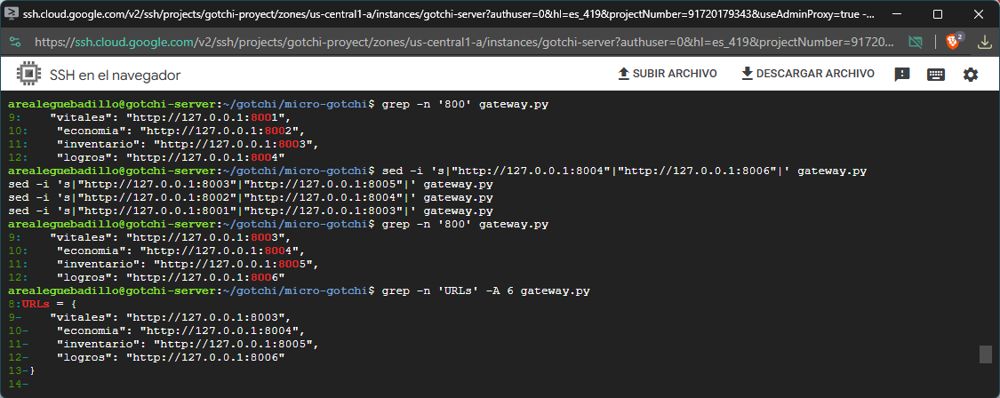 ssh.cloud.google.com/v2/ssh/projects/gotchi-proyect/zones/us-central1-a/instances/gotchi-server?authuser=0&hl=es_419&projectNumber=91720179343&useAdminProxy=true -...
https://ssh.cloud.google.com/v2/ssh/projects/gotchi-proyect/zones/us-central1-a/instances/gotchi-server?authuser=0&hl=es_419&projectNumber=91720...
2
SSH en el navegador
SUBIR ARCHIVO
DESCARGAR ARCHIVO
arealeguebadillo@gotchi-server:~/gotchi/micro-gotchi$ grep -n '800' gateway.py
9:    "vitales": "http://127.0.0.1:8001",
10:    "economia": "http://127.0.0.1:8002",
11:    "inventario": "http://127.0.0.1:8003",
12:    "logros": "http://127.0.0.1:8004"
arealeguebadillo@gotchi-server:~/gotchi/micro-gotchi$ sed -i 's|"http://127.0.0.1:8004"|"http://127.0.0.1:8006"|' gateway.py
sed -i 's|"http://127.0.0.1:8003"|"http://127.0.0.1:8005"|' gateway.py
sed -i 's|"http://127.0.0.1:8002"|"http://127.0.0.1:8004"|' gateway.py
sed -i 's|"http://127.0.0.1:8001"|"http://127.0.0.1:8003"|' gateway.py
arealeguebadillo@gotchi-server:~/gotchi/micro-gotchi$ grep -n '800' gateway.py
9:    "vitales": "http://127.0.0.1:8003",
10:    "economia": "http://127.0.0.1:8004",
11:    "inventario": "http://127.0.0.1:8005",
12:    "logros": "http://127.0.0.1:8006"
arealeguebadillo@gotchi-server:~/gotchi/micro-gotchi$ grep -n 'URLs' -A 6 gateway.py
8:URLs = {
9-    "vitales": "http://127.0.0.1:8003",
10-    "economia": "http://127.0.0.1:8004",
11-    "inventario": "http://127.0.0.1:8005",
12-    "logros": "http://127.0.0.1:8006"
13-}
14-